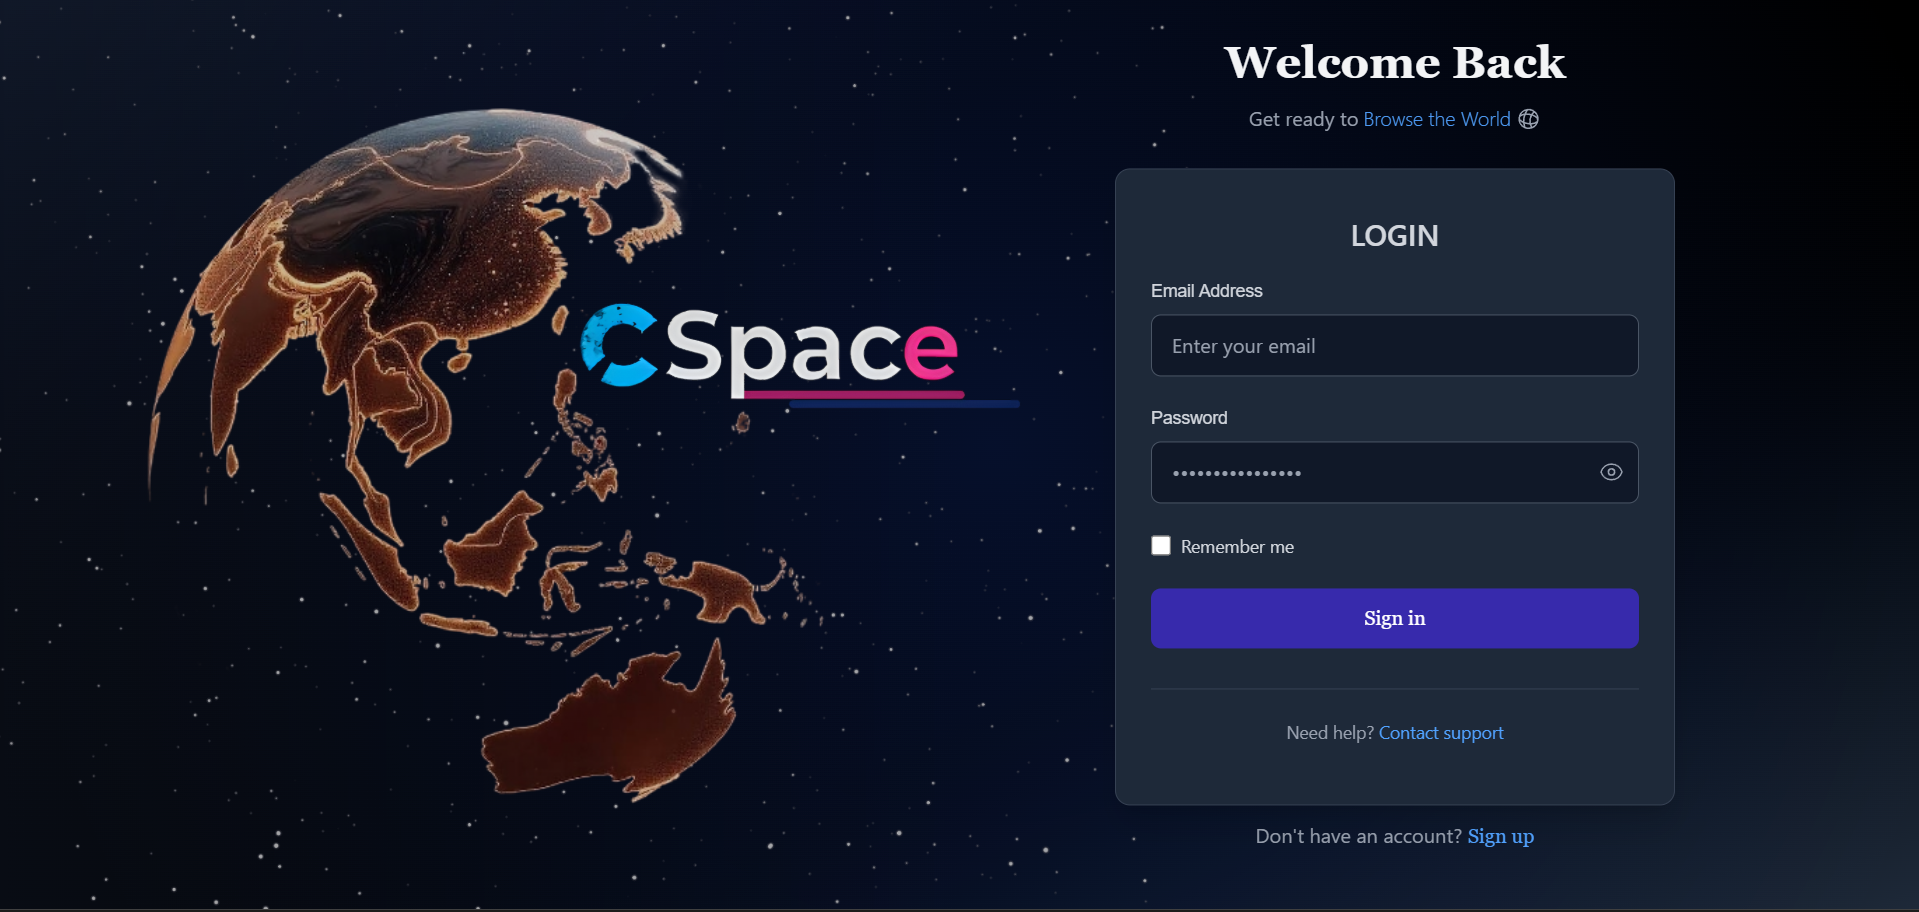 CSpace
Welcome Back
Get ready to Browse the World
LOGIN
Email Address
Enter your email
Password
••••••••••••••••
Remember me
Sign in
Need help? Contact support
Don't have an account? Sign up